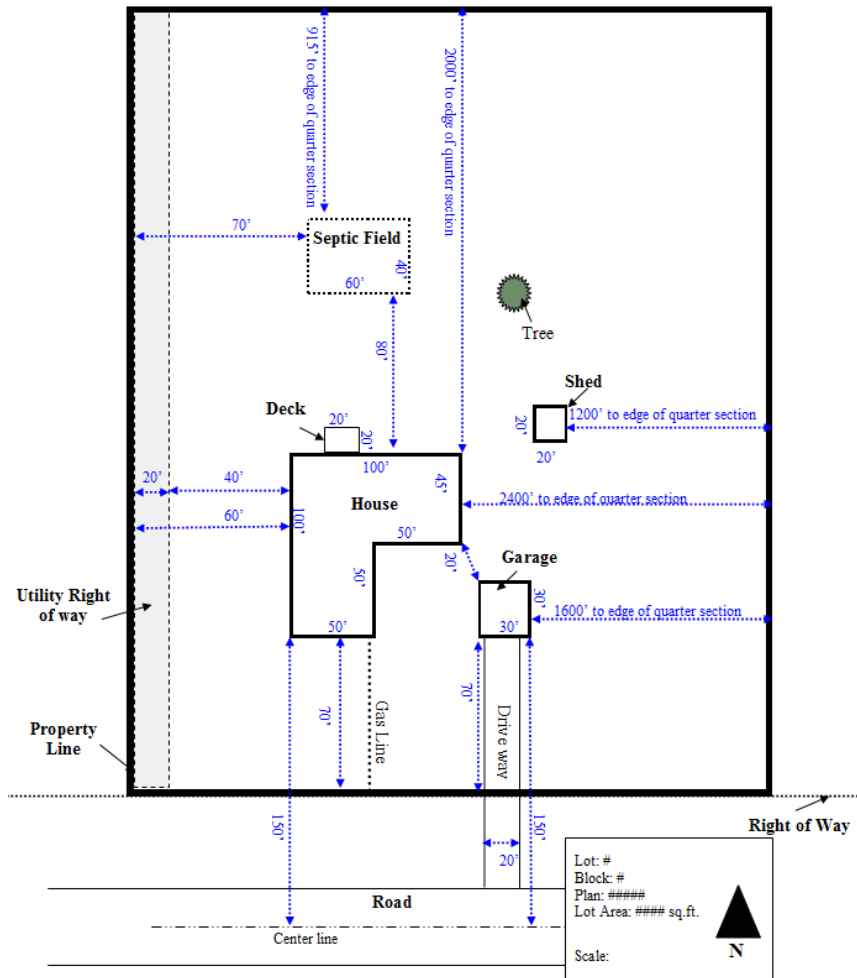 915’ to edge of quarter section
2000’ to edge of quarter section
70’
Septic Field
40’
60’
80’
Tree
Shed
20’
1200’ to edge of quarter section
20’
Deck
20’
20’
100’
45’
House
20’
40’
60’
100’
2400’ to edge of quarter section
50’
50’
20’
Garage
30’
30’
1600’ to edge of quarter section
50’
Utility Right
of way
70’
Gas Line
70’
Drive way
Property
Line
Right of Way
150’
150’
20’
Road
Center line
Lot: #
Block: #
Plan: #####
Lot Area: #### sq.ft.
Scale:
N